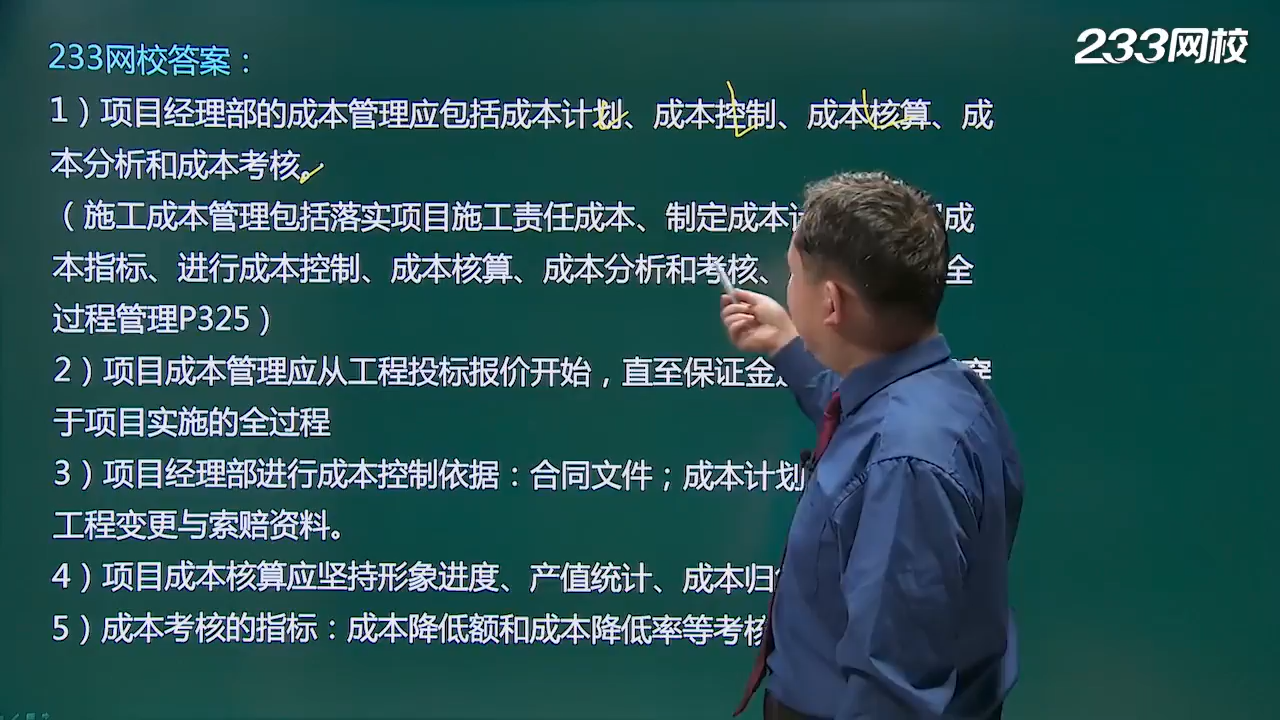 233网校
233网校答案：
1）项目经理部的成本管理应包括成本计划、成本控制、成本核算、成
本分析和成本考核。
（施工成本管理包括落实项目施工责任成本、制定成本 成
本指标、进行成本控制、成本核算、成本分析和考核、 全
过程管理P325）
2）项目成本管理应从工程投标报价开始，直至保证金
于项目实施的全过程
3）项目经理部进行成本控制依据：合同文件；成本计划
工程变更与索赔资料。
4）项目成本核算应坚持形象进度、产值统计、成本归
5）成本考核的指标：成本降低额和成本降低率等考核